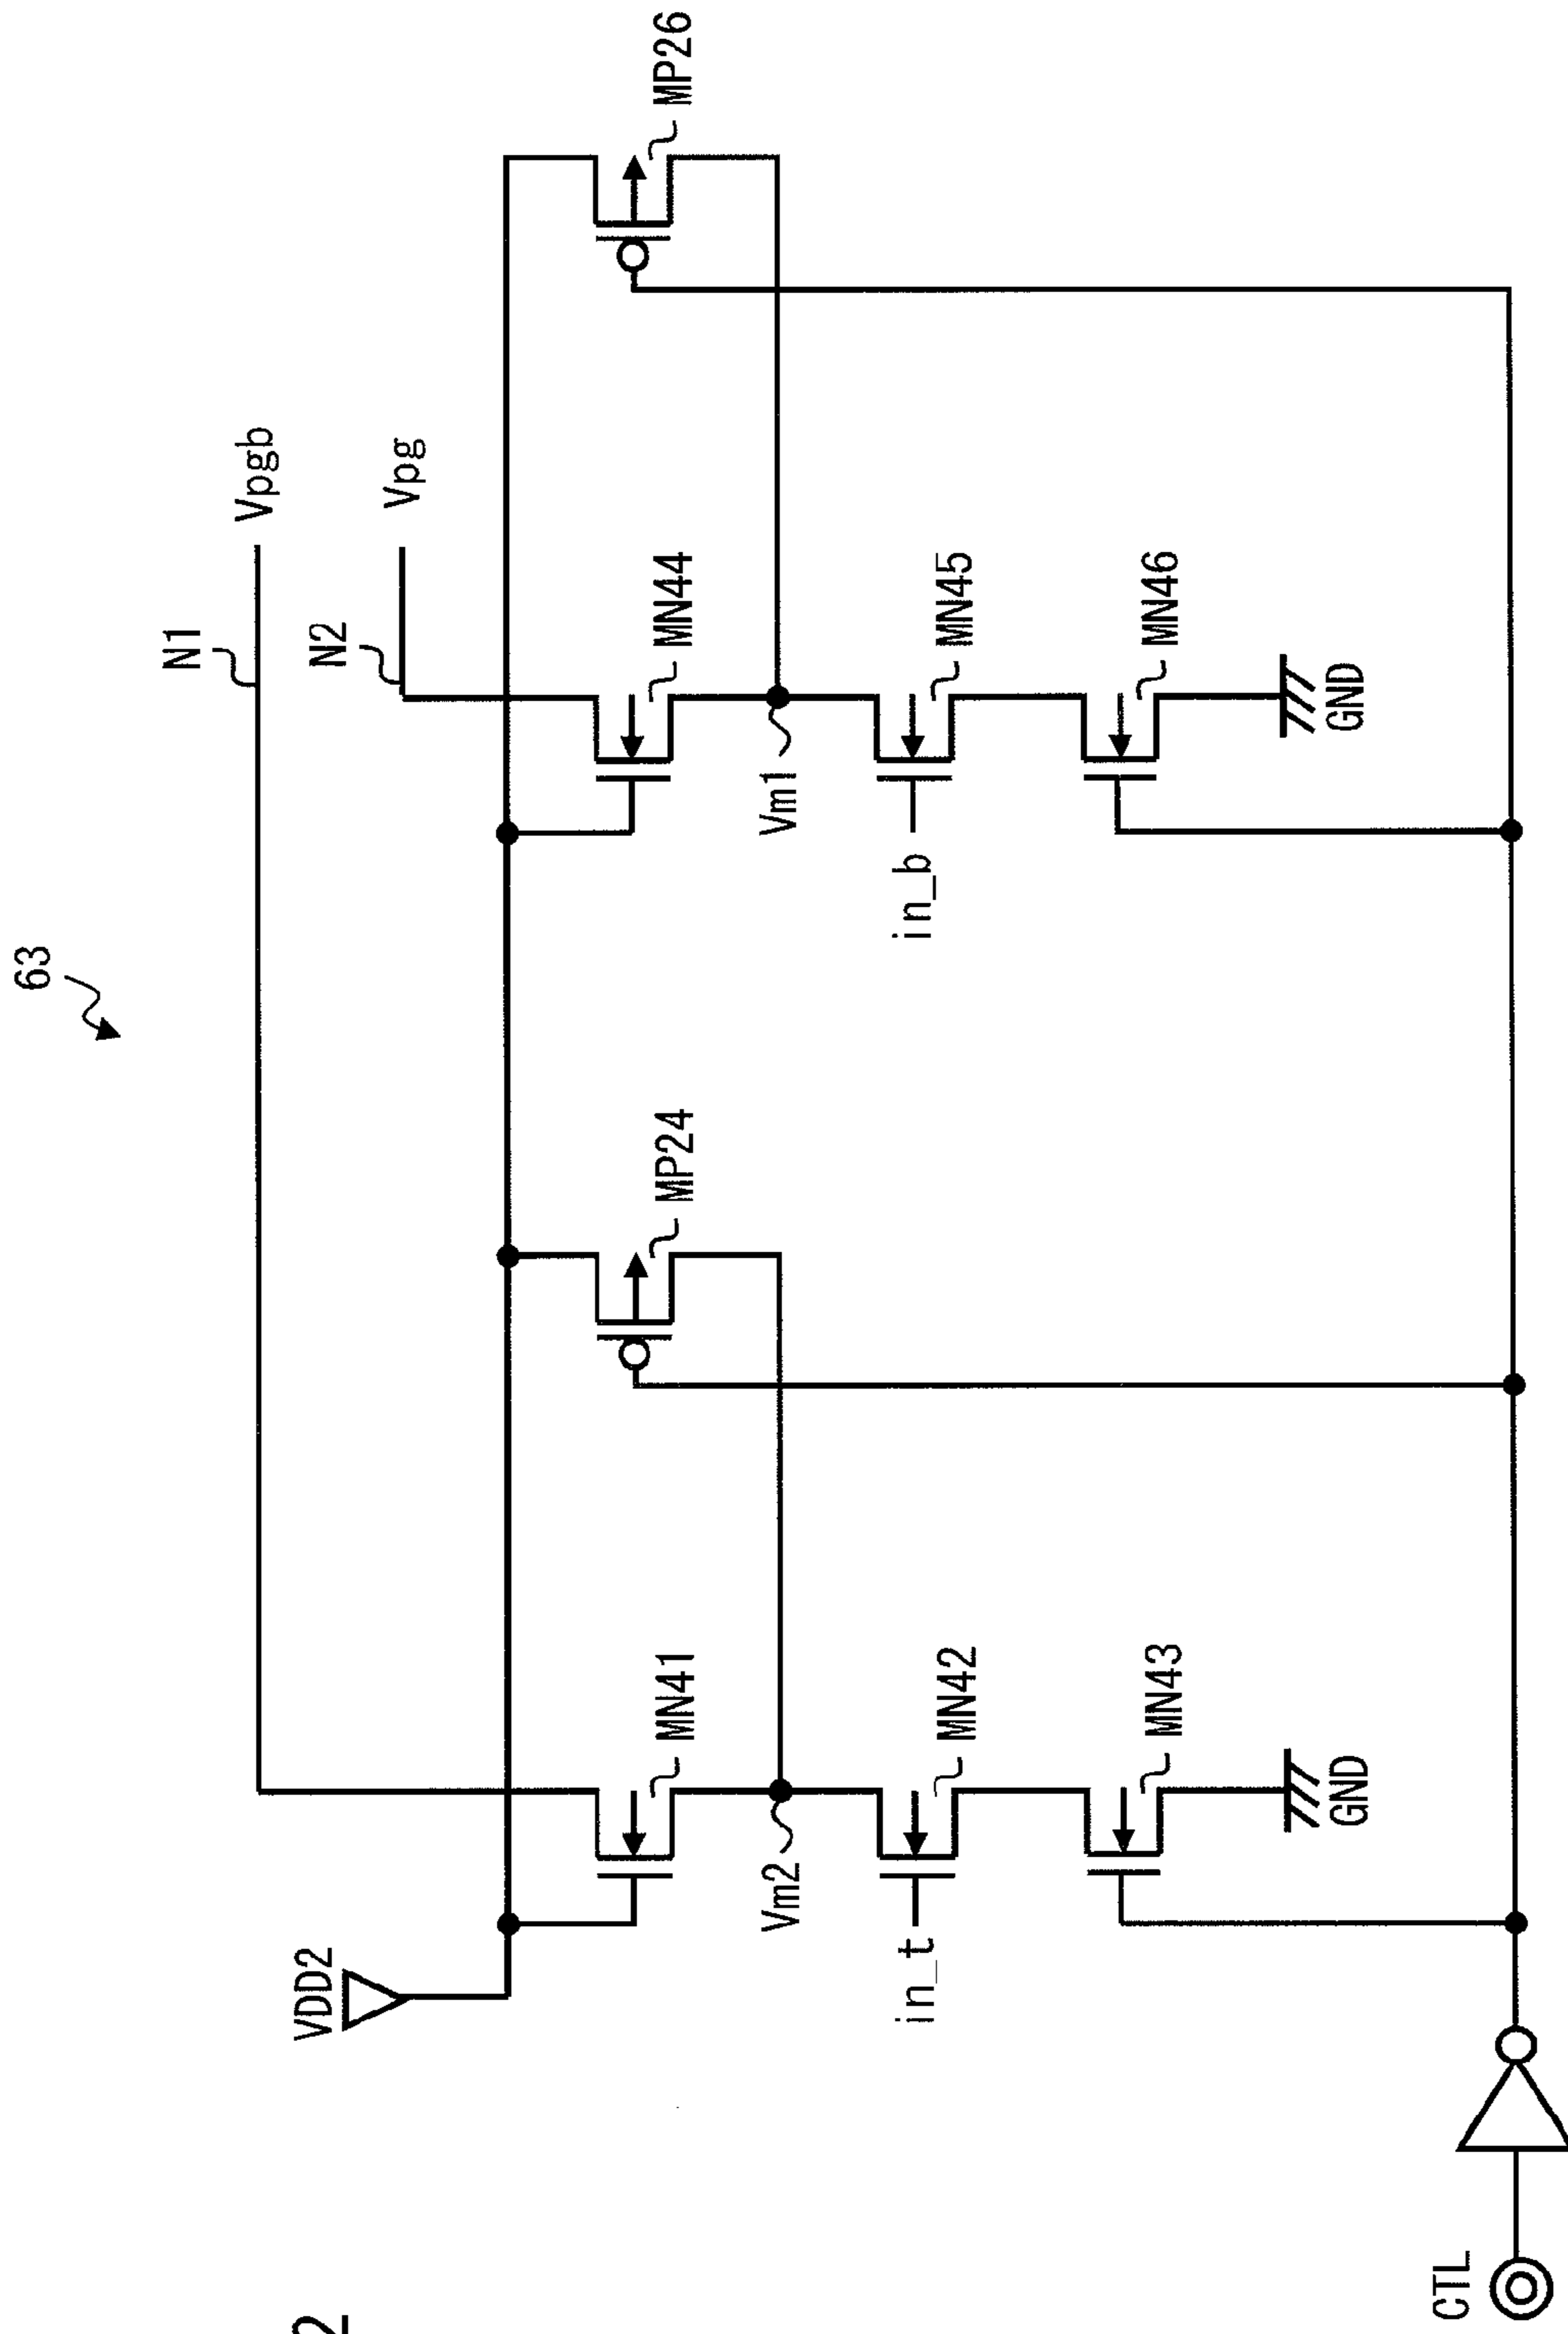 63
N1
Vpgb
N2
Vpg
VDD2
MN41
MP24
MN44
MP26
Vm2
Vm1
in_t
MN42
in_b
MN45
MN43
MN46
GND
GND
CTL
2